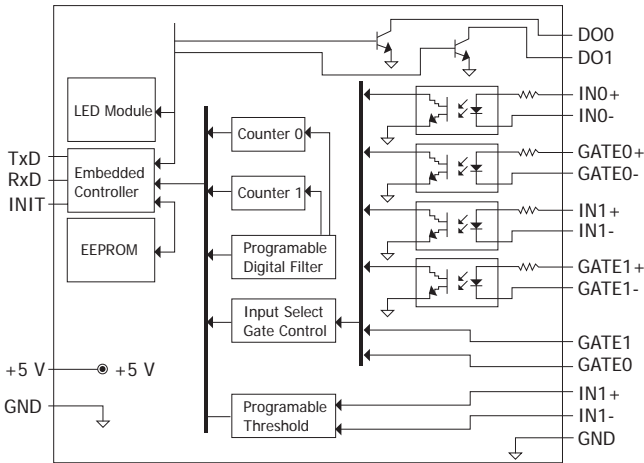 DO0
DO1
LED Module
IN0+
IN0-
Counter 0
TxD
RxD
INIT
Embedded
Controller
GATE0+
GATE0-
Counter 1
IN1+
IN1-
EEPROM
Programable
Digital Filter
GATE1+
GATE1-
Input Select
Gate Control
GATE1
GATE0
+5 V
+5 V
IN1+
GND
Programable
Threshold
IN1-
GND